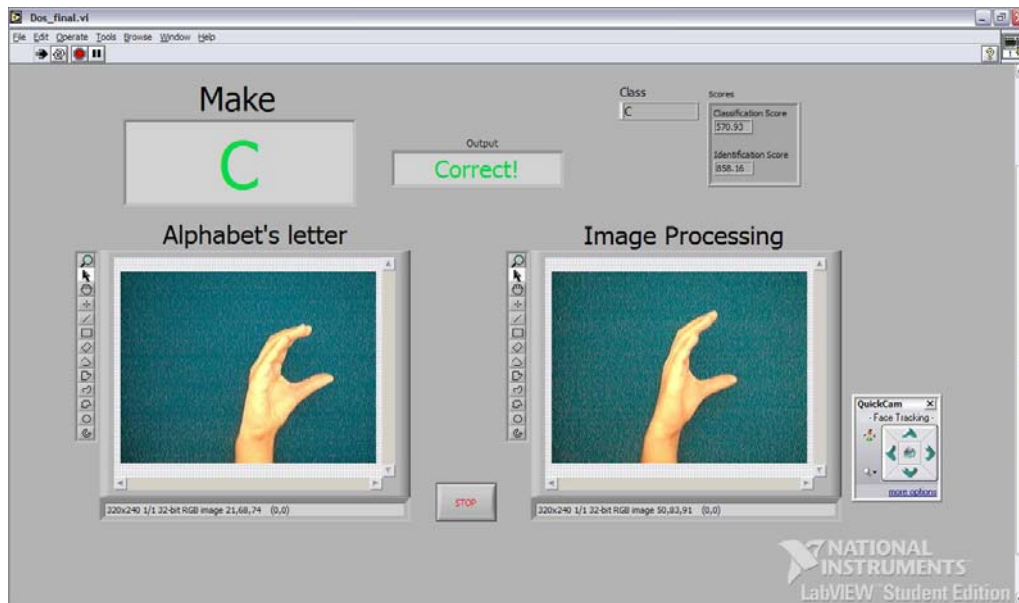 Dos_final.vi
File Edit Operate Tools Browse Window Help
Make
C
Output
Correct!
Class
C
Scores
Classification Score
570.93
Identification Score
858.16
Alphabet's letter
Image Processing
320x240 1/1 32-bit RGB image 21,68,74 (0,0)
320x240 1/1 32-bit RGB image 50,83,91 (0,0)
STOP
QuickCam
- Face Tracking -
more options
NATIONAL
INSTRUMENTS
LabVIEW™ Student Edition